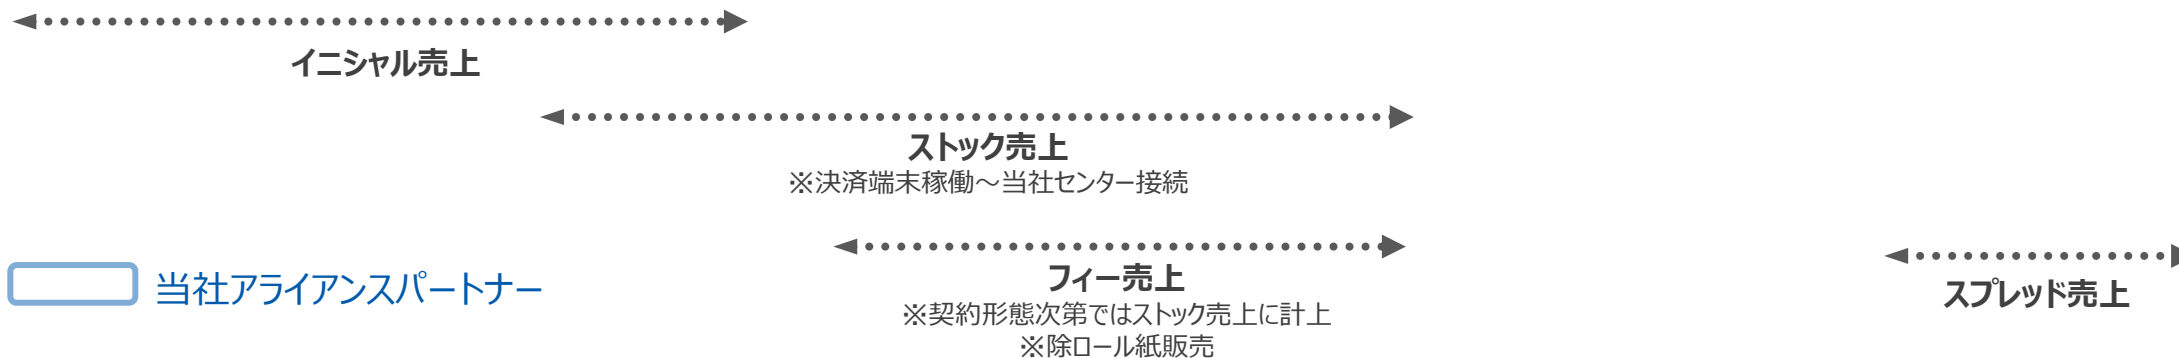 イニシャル売上
ストック売上
※決済端末稼働～当社センター接続
当社アライアンスパートナー
フィー売上
※契約形態次第ではストック売上に計上
※除ロール紙販売
スプレッド売上